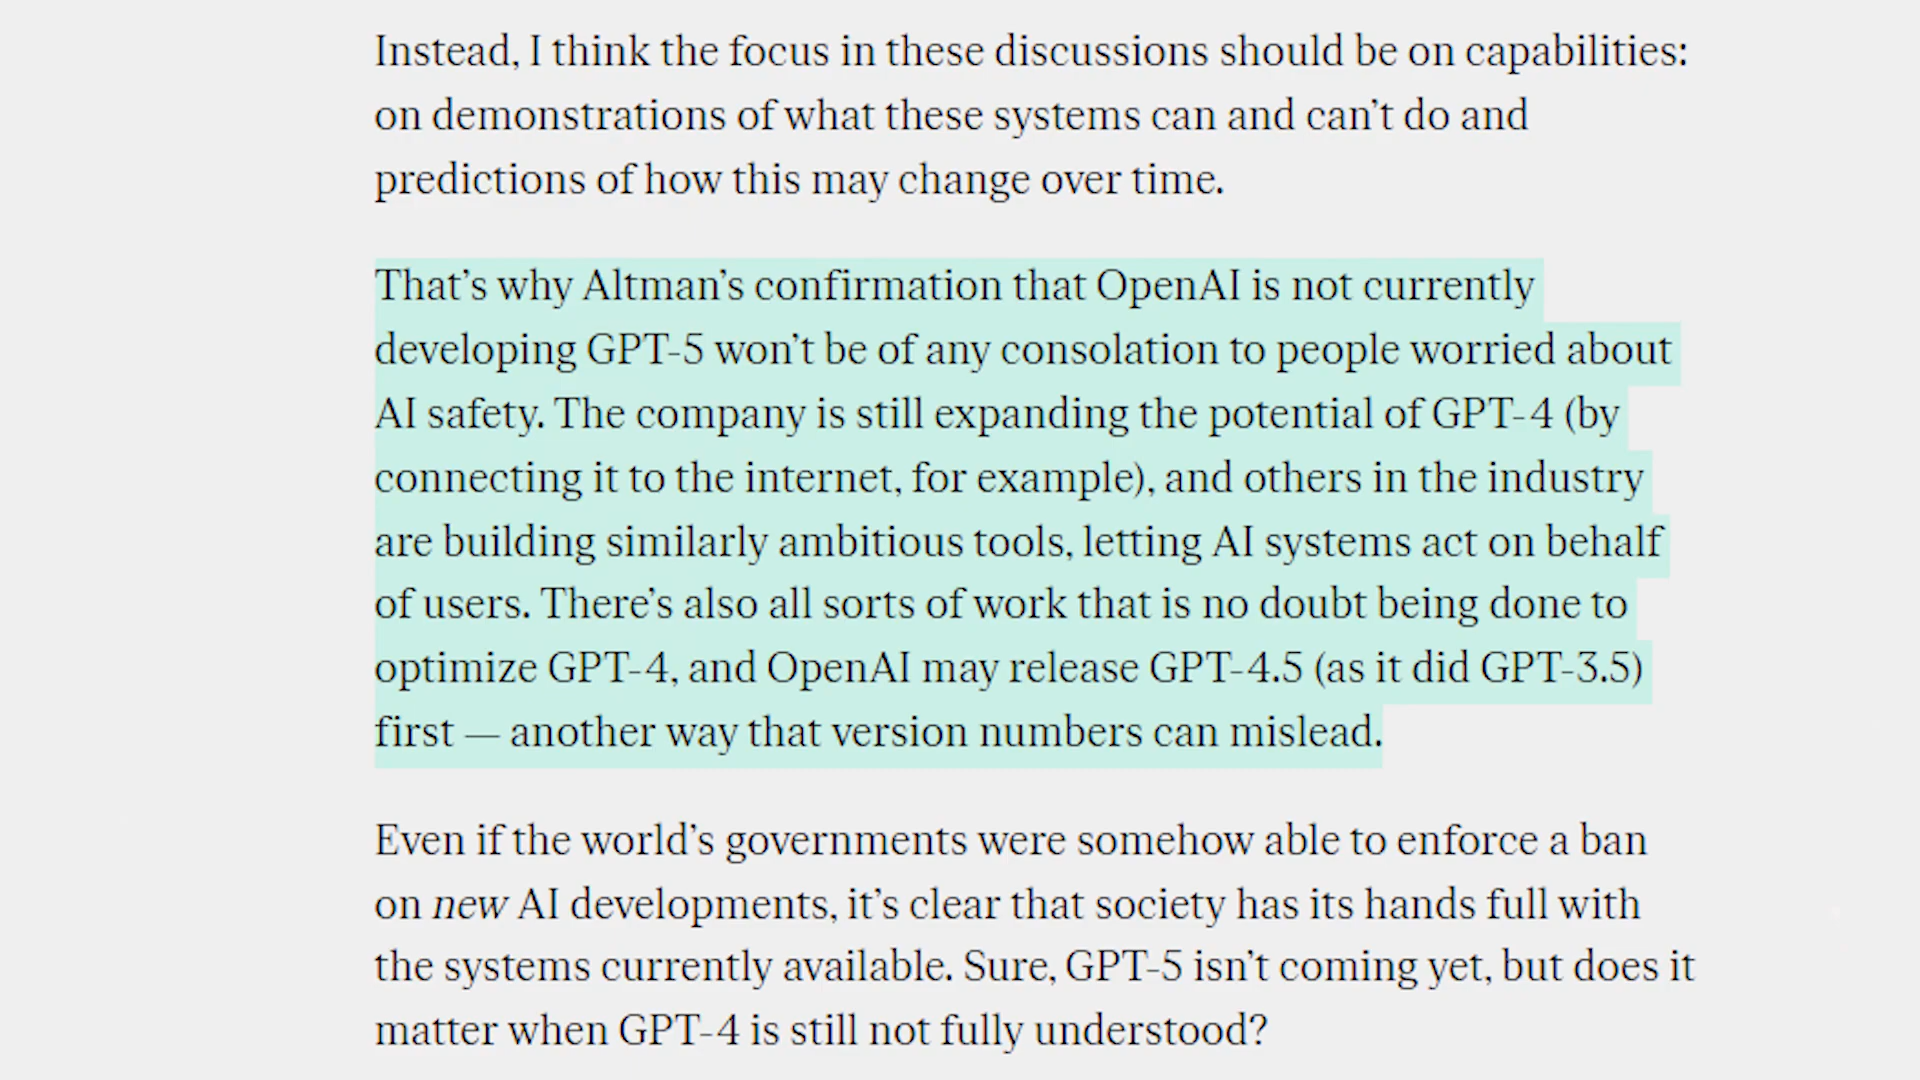 Instead, I think the focus in these discussions should be on capabilities:
on demonstrations of what these systems can and can’t do and
predictions of how this may change over time.
That’s why Altman’s confirmation that OpenAI is not currently
developing GPT-5 won’t be of any consolation to people worried about
AI safety. The company is still expanding the potential of GPT-4 (by
connecting it to the internet, for example), and others in the industry
are building similarly ambitious tools, letting AI systems act on behalf
of users. There’s also all sorts of work that is no doubt being done to
optimize GPT-4, and OpenAI may release GPT-4.5 (as it did GPT-3.5)
first — another way that version numbers can mislead.
Even if the world’s governments were somehow able to enforce a ban
on new AI developments, it’s clear that society has its hands full with
the systems currently available. Sure, GPT-5 isn’t coming yet, but does it
matter when GPT-4 is still not fully understood?